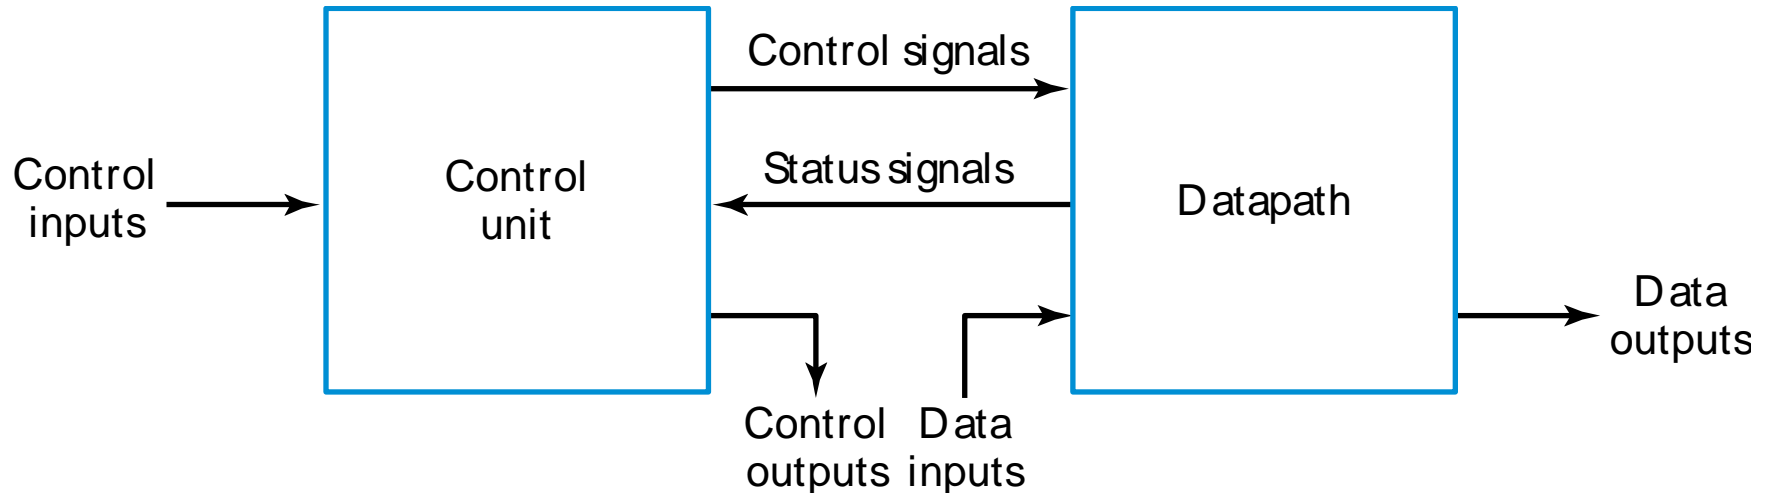 Control signals
Control
inputs
Control
unit
Status signals
Datapath
Data
outputs
Control
outputs
Data
inputs